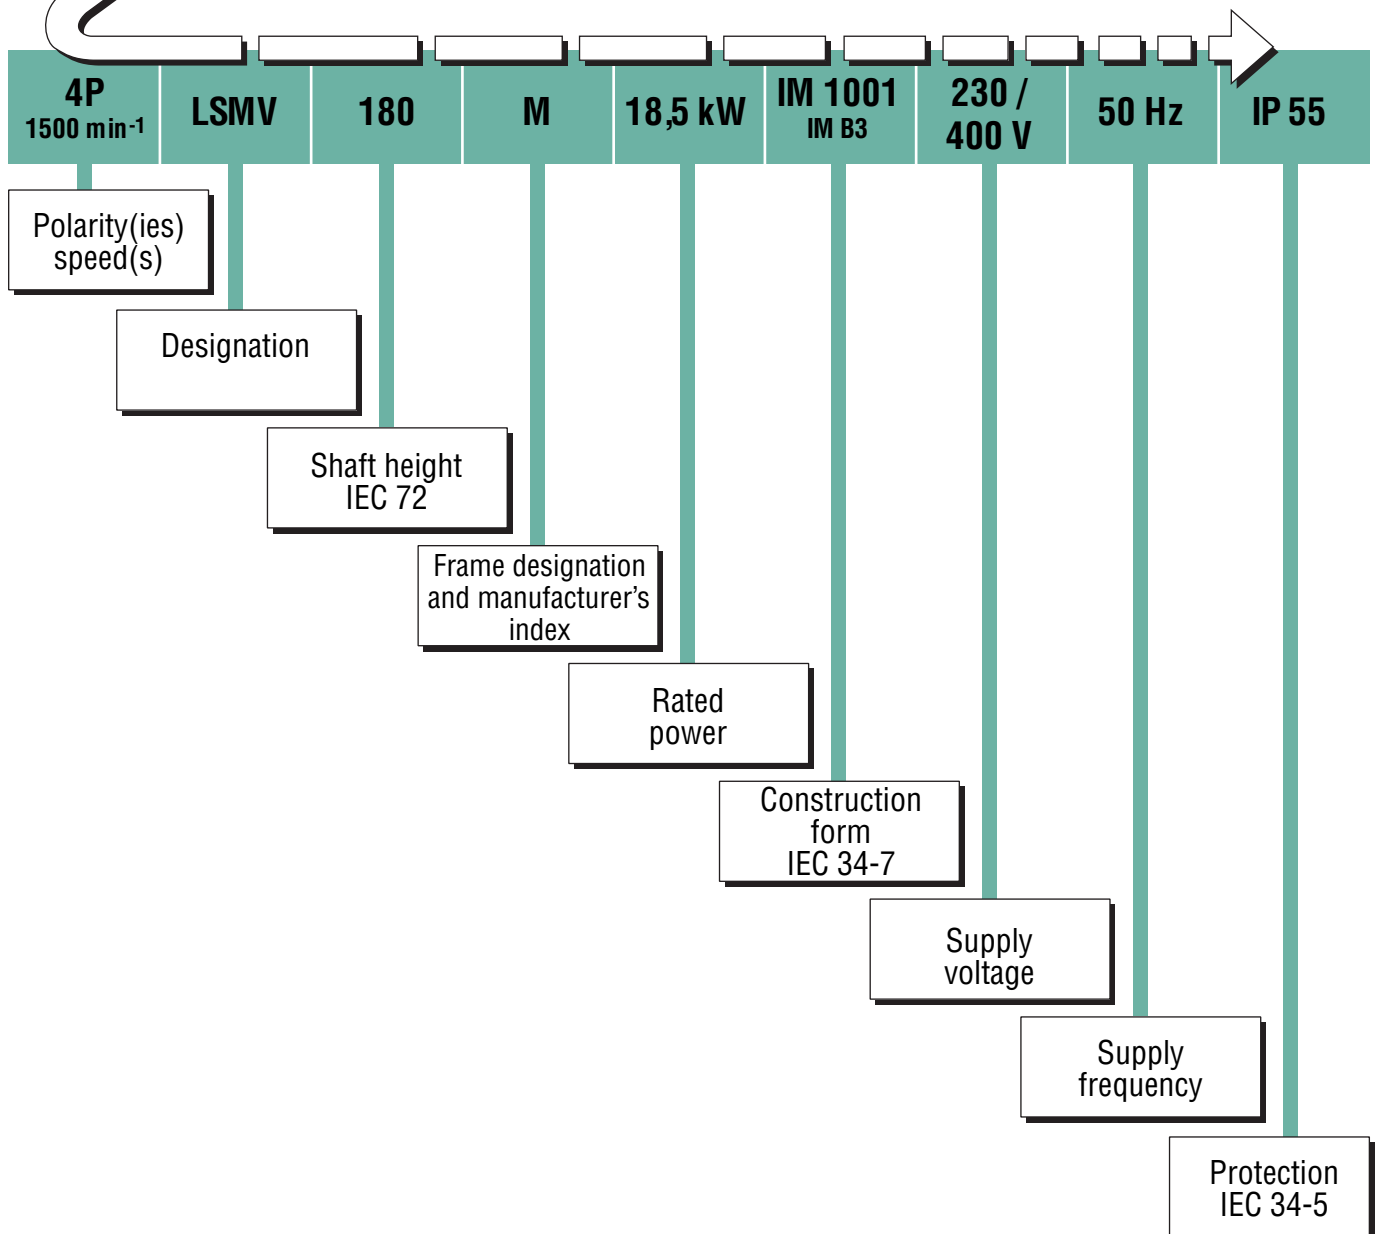 4P
1500 min-1
LSMV
180
M
18,5 kW
IM 1001
IM B3
230 /
400 V
50 Hz
IP 55
Polarity(ies)
speed(s)
Designation
Shaft height
IEC 72
Frame designation
and manufacturer’s
index
Rated
power
Construction
form
IEC 34-7
Supply
voltage
Supply
frequency
Protection
IEC 34-5